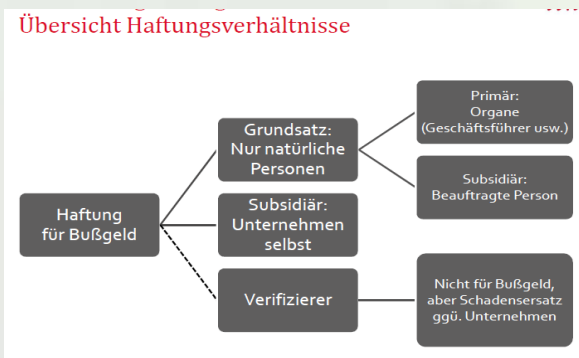 Übersicht Haftungsverhältnisse
Primär:
Organe
(Geschäftsführer usw.)
Grundsatz:
Nur natürliche
Personen
Subsidiär:
Beauftragte Person
Haftung
für Bußgeld
Subsidiär:
Unternehmen
selbst
Verifizierer
Nicht für Bußgeld,
aber Schadensersatz
ggü. Unternehmen